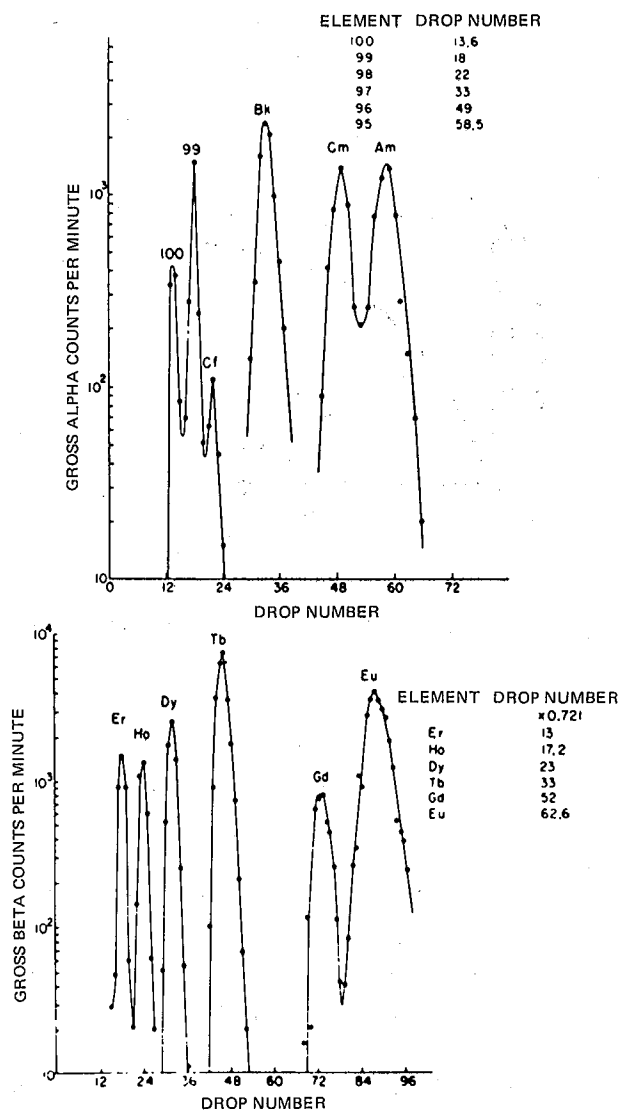 ELEMENT DROP NUMBER
100 13,6
99 18
98 22
97 33
96 49
95 58,5
Bk
Cm Am
99
10³
100
Cf
10²
10
GROSS ALPHA COUNTS PER MINUTE
0 12 24 36 48 60 72
DROP NUMBER
10⁴
Tb
Eu
ELEMENT DROP NUMBER
×0.721
Er 13
Ho 17,2
Dy 23
Tb 33
Gd 52
Eu 62,6
Er
Ho
Dy
10³
Gd
10²
10
GROSS BETA COUNTS PER MINUTE
12 24 36 48 60 72 84 96
DROP NUMBER